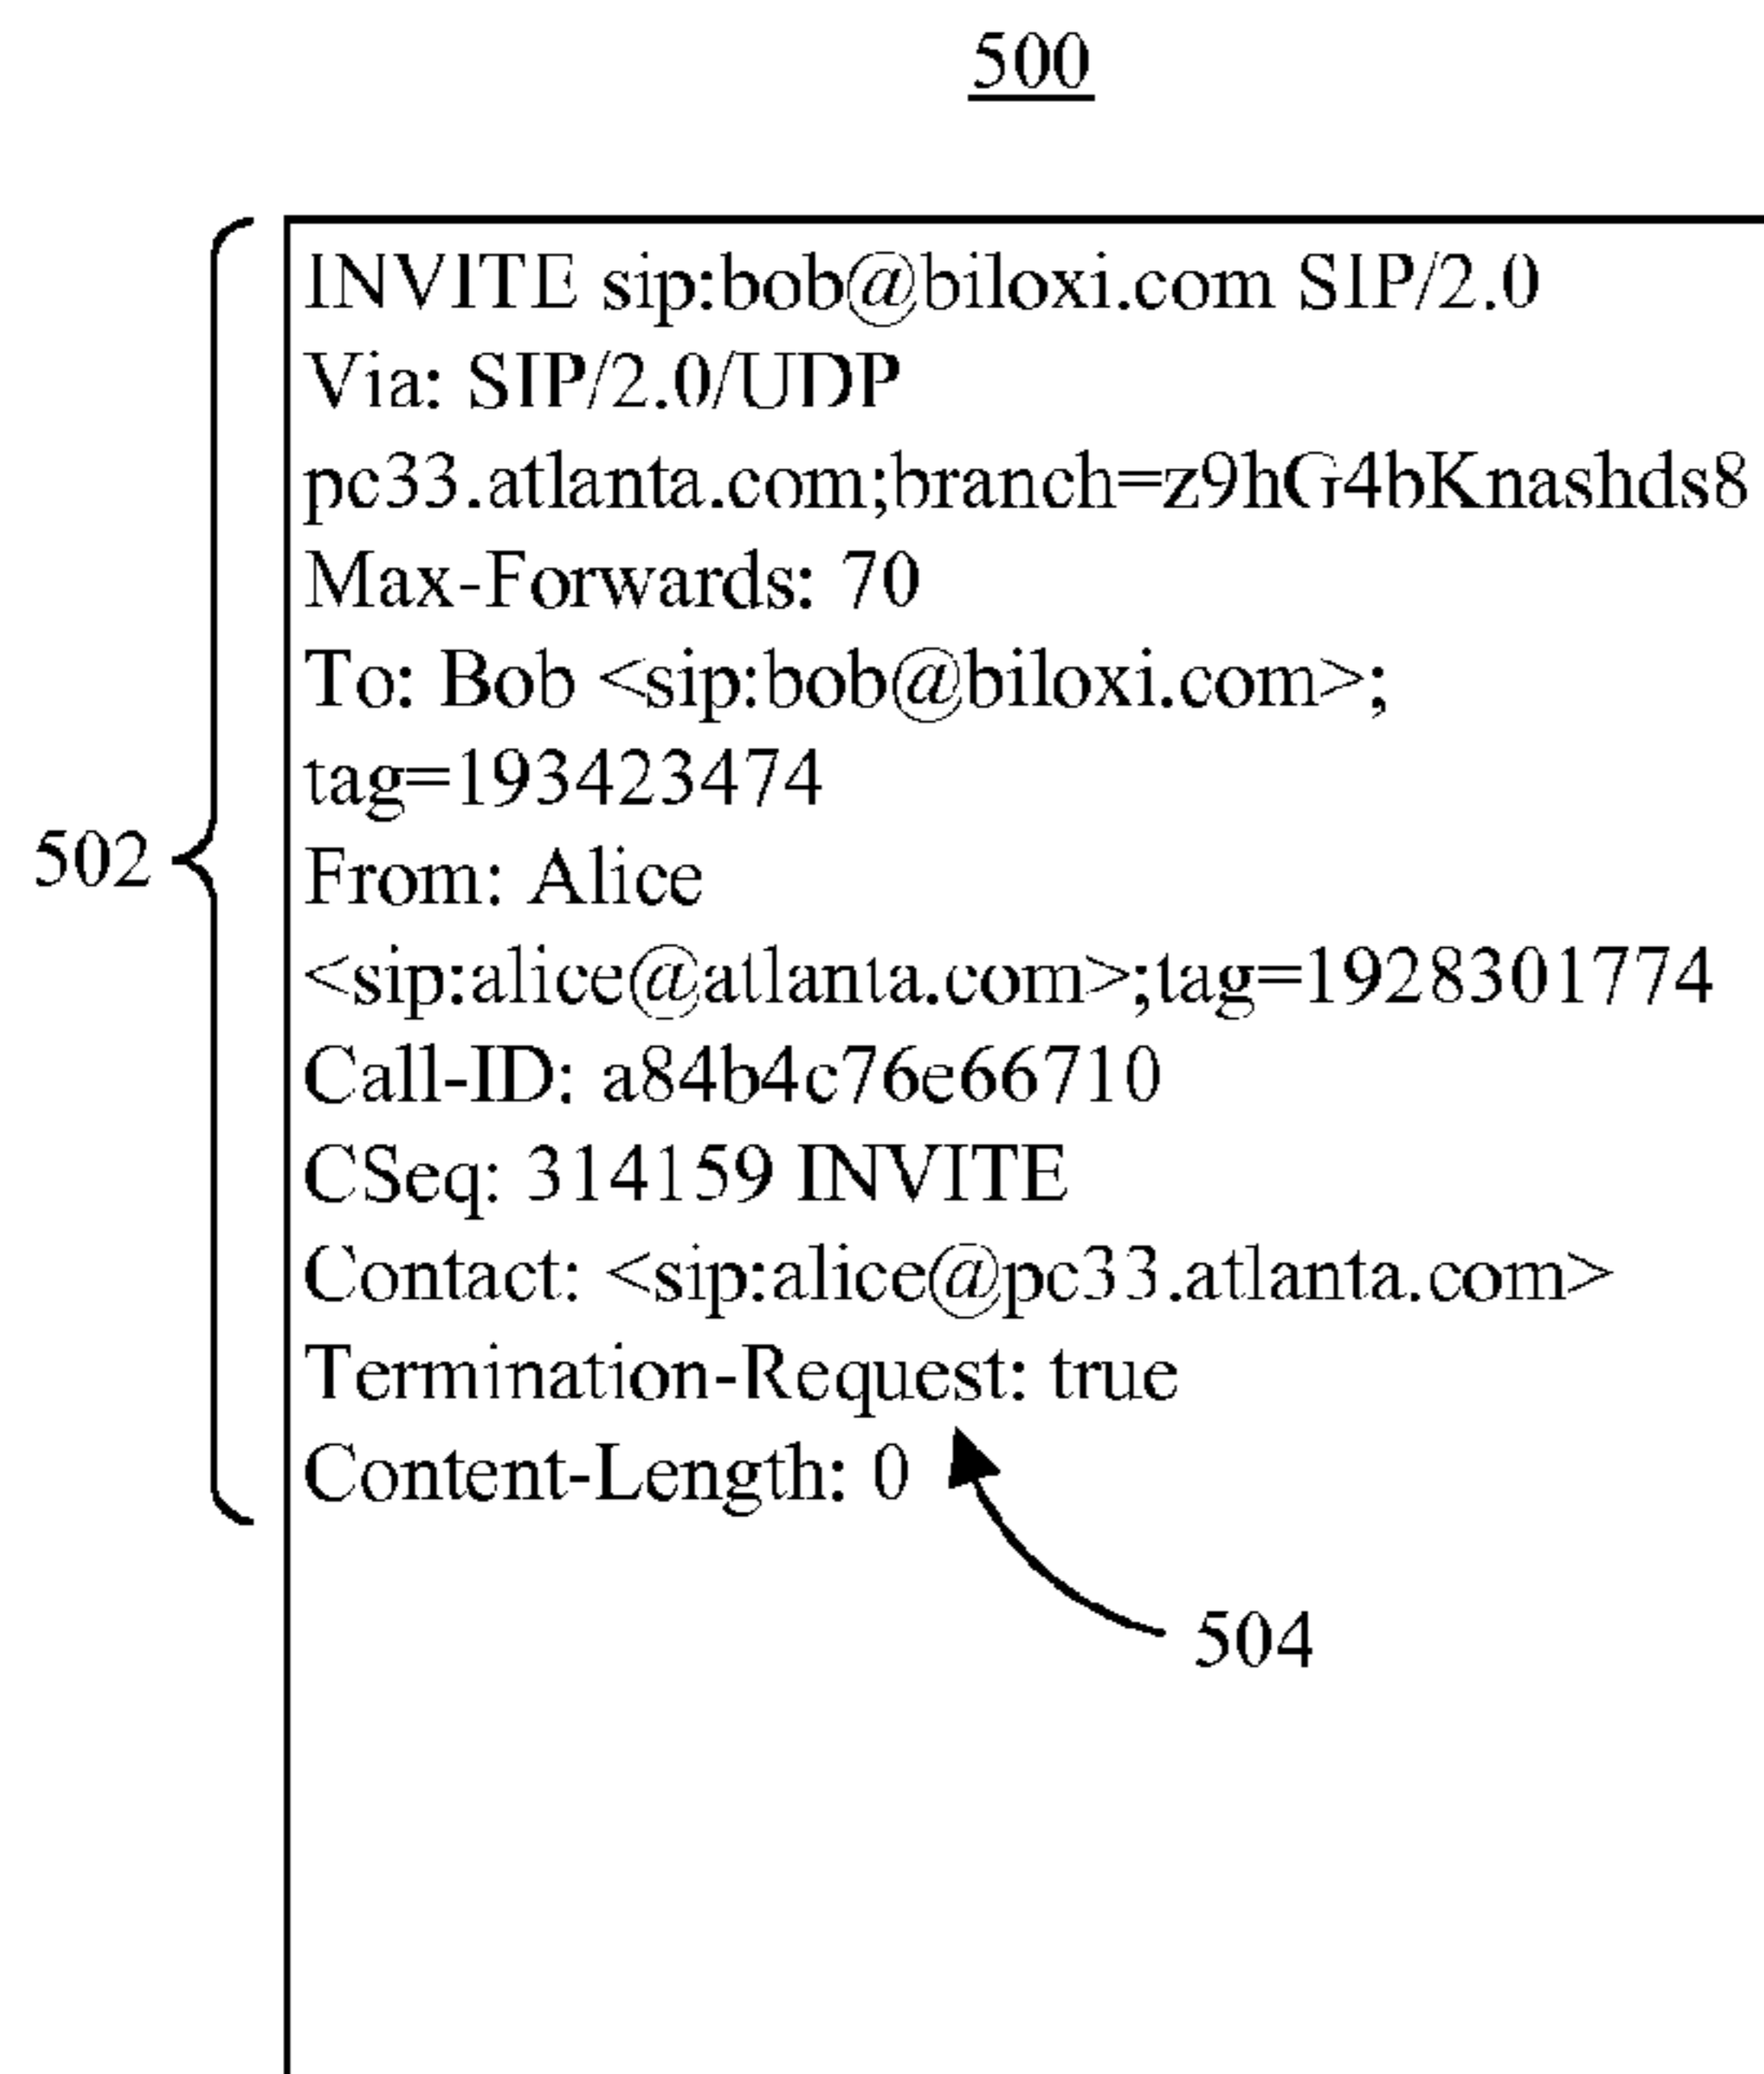 500
INVITE sip:bob@biloxi.com SIP/2.0
Via: SIP/2.0/UDP
pc33.atlanta.com;branch=z9hG4bKnashds8
Max-Forwards: 70
To: Bob <sip:bob@biloxi.com>;
tag=193423474
502
From: Alice
<sip:alice@atlanta.com>;tag=1928301774
Call-ID: a84b4c76e66710
CSeq: 314159 INVITE
Contact: <sip:alice@pc33.atlanta.com>
Termination-Request: true
Content-Length: 0
504